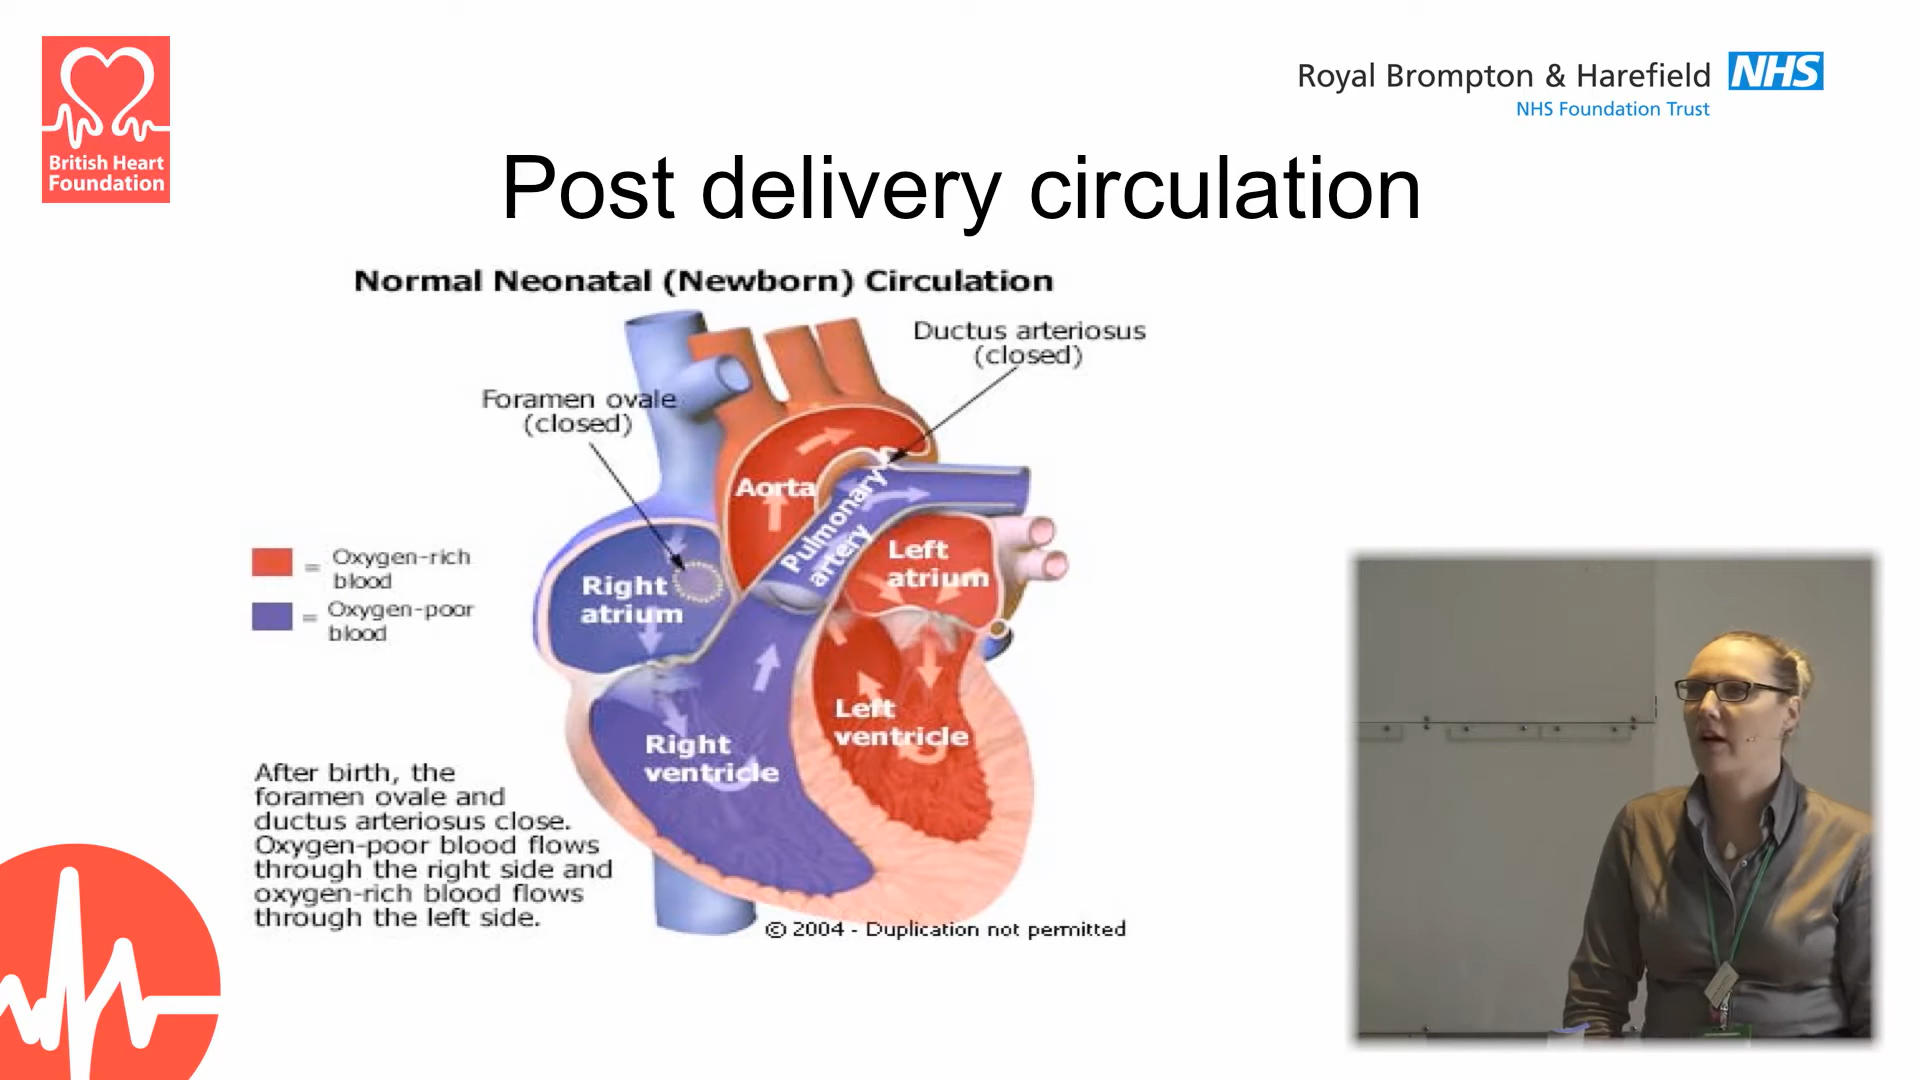 British Heart
Foundation
Royal Brompton & Harefield NHS
NHS Foundation Trust
Post delivery circulation
Normal Neonatal (Newborn) Circulation
Ductus arteriosus
(closed)
Foramen ovale
(closed)
Aorta
Pulmonary
artery
Left
atrium
Right
atrium
= Oxygen-rich
blood
= Oxygen-poor
blood
Left
ventricle
Right
ventricle
After birth, the
foramen ovale and
ductus arteriosus close.
Oxygen-poor blood flows
through the right side and
oxygen-rich blood flows
through the left side.
© 2004 - Duplication not permitted